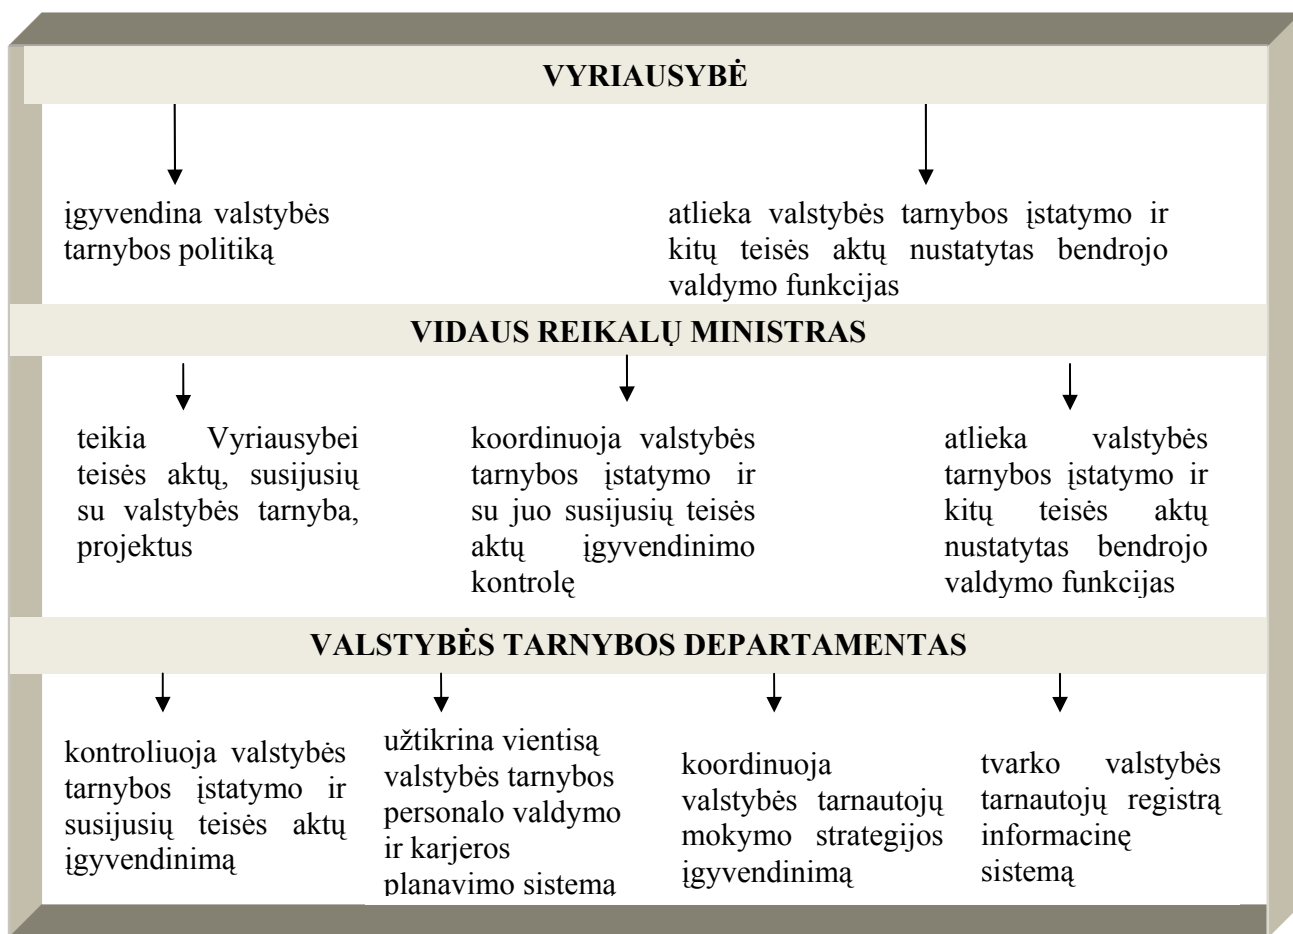 VYRIAUSYBĖ
įgyvendina valstybės
tarnybos politiką
atlieka valstybės tarnybos įstatymo ir
kitų teisės aktų nustatytas bendrojo
valdymo funkcijas
VIDAUS REIKALŲ MINISTRAS
teikia Vyriausybei
teisės aktų, susijusių
su valstybės tarnyba,
projektus
koordinuoja valstybės
tarnybos įstatymo ir
su juo susijusių teisės
aktų įgyvendinimo
kontrolę
atlieka valstybės
tarnybos įstatymo ir
kitų teisės aktų
nustatytas bendrojo
valdymo funkcijas
VALSTYBĖS TARNYBOS DEPARTAMENTAS
kontroliuoja valstybės
tarnybos įstatymo ir
susijusių teisės aktų
įgyvendinimą
užtikrina vientisą
valstybės tarnybos
personalo valdymo
ir karjeros
planavimo sistemą
koordinuoja
valstybės tarnautojų
mokymo strategijos
įgyvendinimą
tvarko valstybės
tarnautojų registrą
informacinę
sistemą